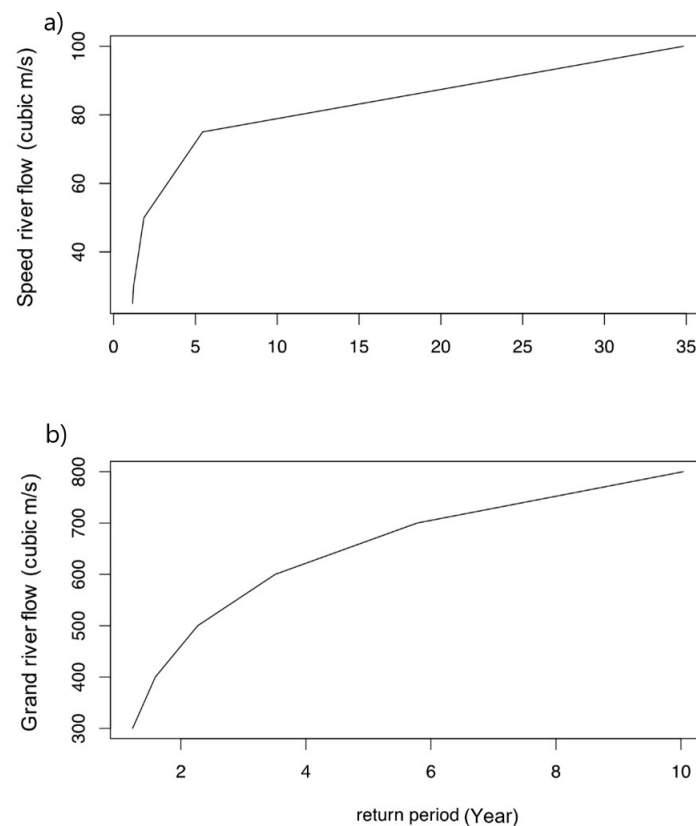 a)
Speed river flow (cubic m/s)
100
80
60
40
0 5 10 15 20 25 30 35
b)
Grand river flow (cubic m/s)
800
700
600
500
400
300
2 4 6 8 10
return period (Year)